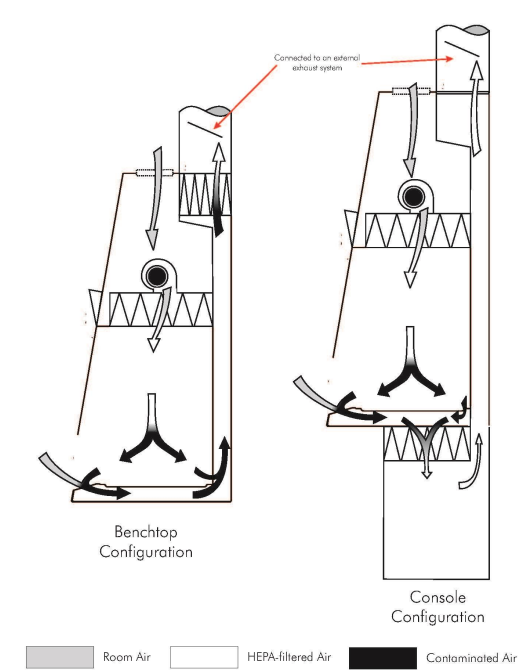 Connected to an external
exhaust system
Benchtop
Configuration
Console
Configuration
Room Air
HEPA-filtered Air
Contaminated Air